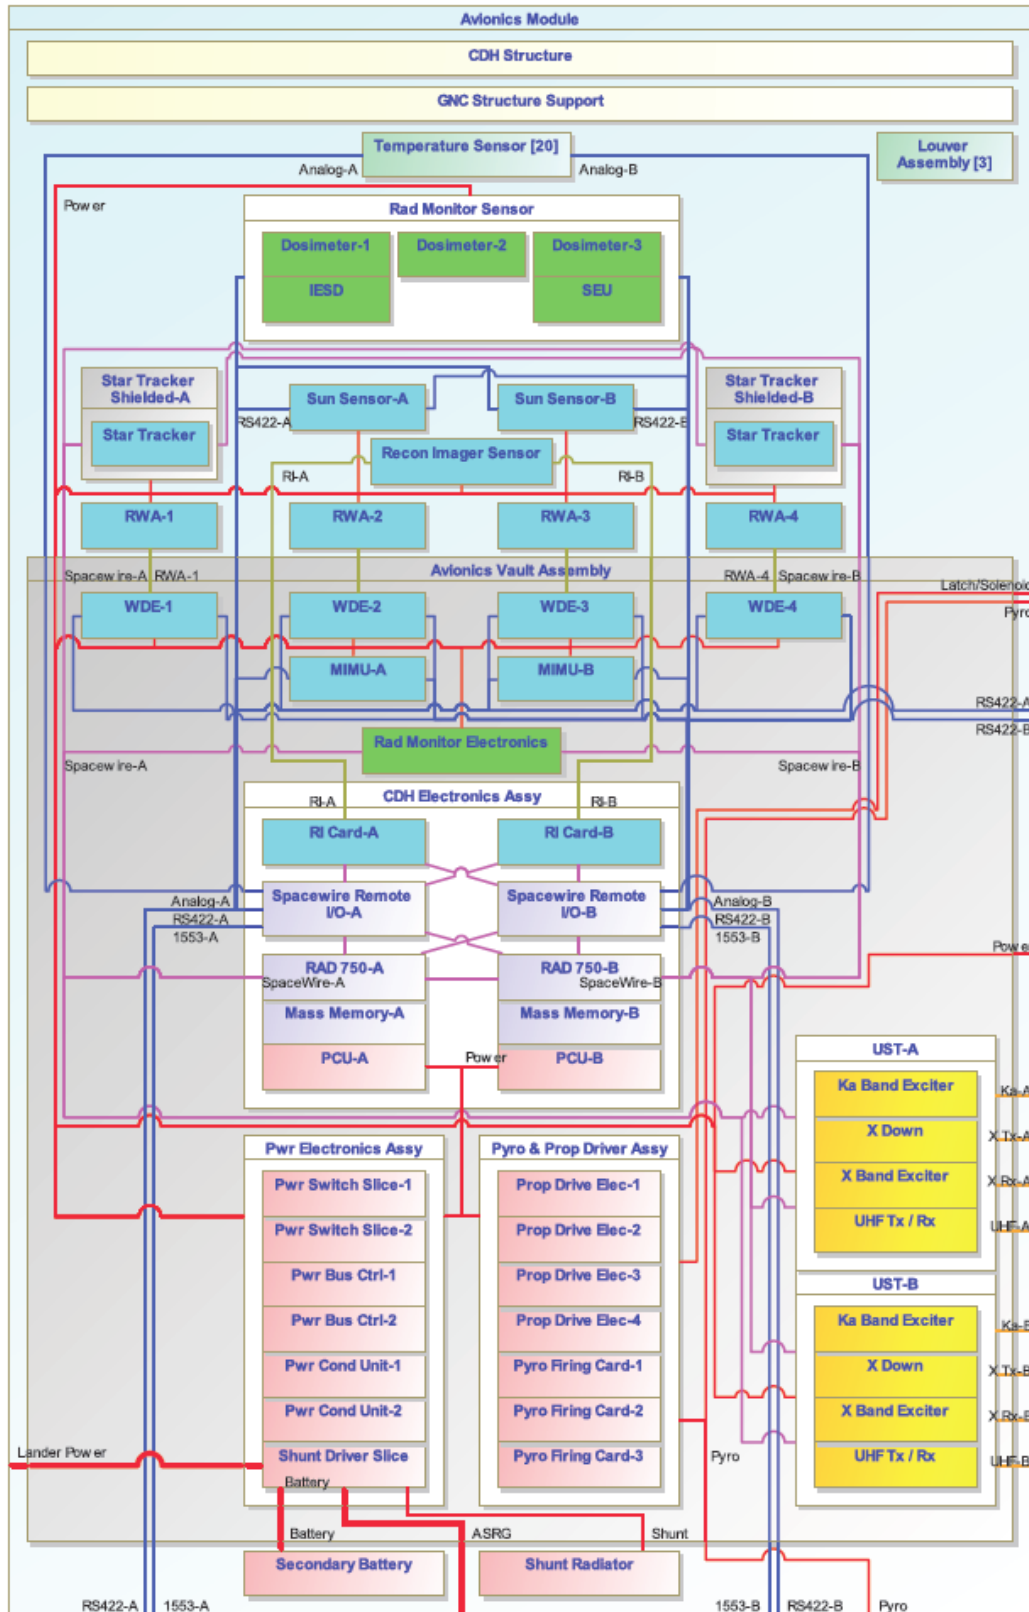 Avionics Module
CDH Structure
GNC Structure Support
Temperature Sensor [20]
Louver
Assembly [3]
Analog-A
Analog-B
Power
Rad Monitor Sensor
Dosimeter-1
Dosimeter-2
Dosimeter-3
IESD
SEU
Star Tracker
Shielded-A
Star Tracker
Sun Sensor-A
Sun Sensor-B
Star Tracker
Shielded-B
Star Tracker
RS422-A
RS422-B
Recon Imager Sensor
RI-A
RI-B
RWA-1
RWA-2
RWA-3
RWA-4
Avionics Vault Assembly
Spacewire-A
RWA-1
RWA-4
Spacewire-B
Latch/Solenoid
Pyro
WDE-1
WDE-2
WDE-3
WDE-4
MIMU-A
MIMU-B
RS422-A
RS422-B
Rad Monitor Electronics
Spacewire-A
Spacewire-B
CDH Electronics Assy
RI-A
RI-B
RI Card-A
RI Card-B
Spacewire Remote
I/O-A
Spacewire Remote
I/O-B
Analog-A
RS422-A
1553-A
Analog-B
RS422-B
1553-B
Power
RAD 750-A
RAD 750-B
SpaceWire-A
SpaceWire-B
Mass Memory-A
Mass Memory-B
PCU-A
Power
PCU-B
UST-A
Ka Band Exciter
X Down
X Band Exciter
UHF Tx / Rx
Ka-A
X Tx-A
X Rx-A
UHF-A
Pwr Electronics Assy
Pwr Switch Slice-1
Pwr Switch Slice-2
Pwr Bus Ctrl-1
Pwr Bus Ctrl-2
Pwr Cond Unit-1
Pwr Cond Unit-2
Shunt Driver Slice
Battery
Pyro & Prop Driver Assy
Prop Drive Elec-1
Prop Drive Elec-2
Prop Drive Elec-3
Prop Drive Elec-4
Pyro Firing Card-1
Pyro Firing Card-2
Pyro Firing Card-3
UST-B
Ka Band Exciter
X Down
X Band Exciter
UHF Tx / Rx
Ka-B
X Tx-B
X Rx-B
UHF-B
Lander Power
Pyro
Battery
ASRG
Shunt
Secondary Battery
Shunt Radiator
RS422-A
1553-A
1553-B
RS422-B
Pyro